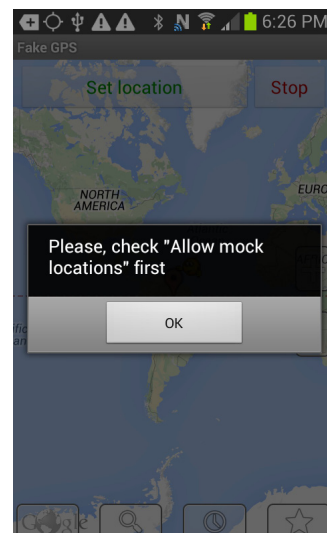 6:26 PM
Fake GPS
Set location
Stop
NORTH
AMERICA
EURO
Please, check "Allow mock
locations" first
OK
Google